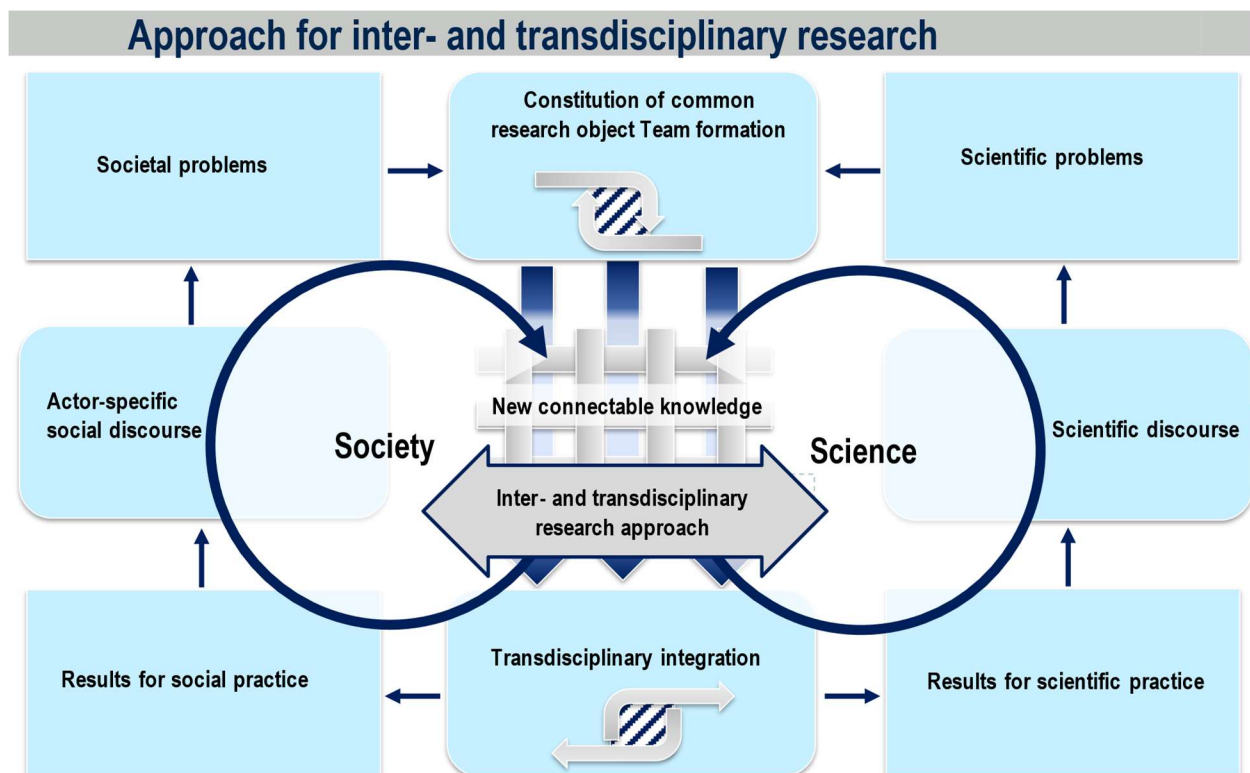 Approach for inter- and transdisciplinary research
Societal problems
Constitution of common
research object Team formation
Scientific problems
Actor-specific
social discourse
Society
New connectable knowledge
Science
Scientific discourse
Inter- and transdisciplinary
research approach
Results for social practice
Transdisciplinary integration
Results for scientific practice